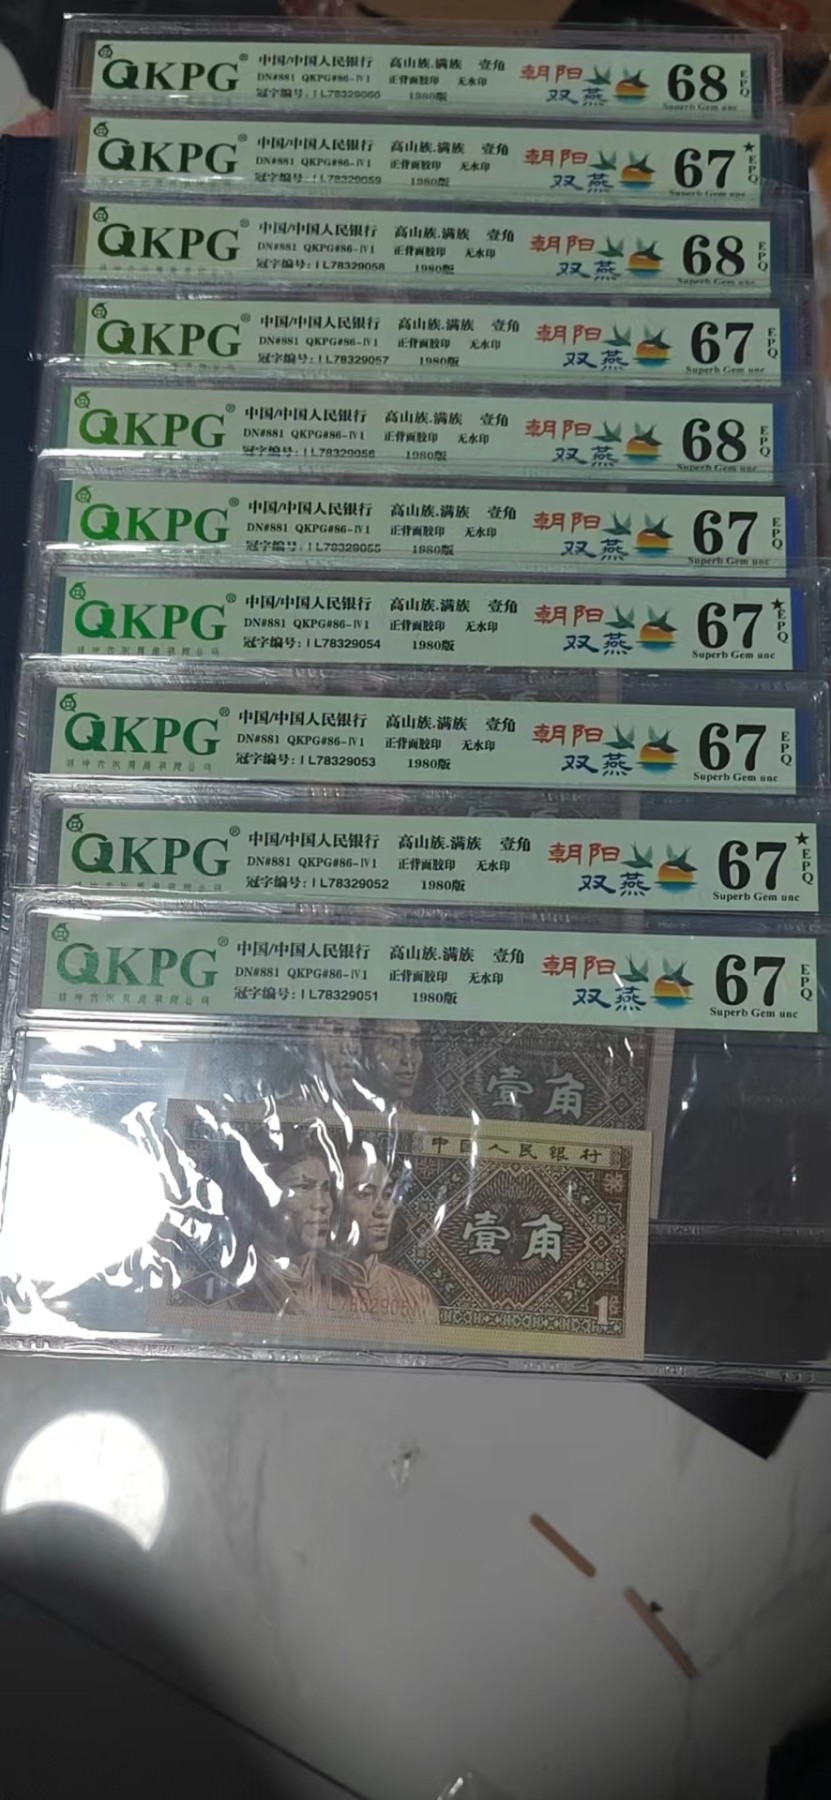 QKPG® 中国/中国人民银行 高山族.满族 壹角 朝阳 68 EPQ
DN#881 QKPG#86-IV1 正背面胶印 无水印 双燕
冠字编号: IL78329060 1980版 Superb Gem unc
QKPG® 中国/中国人民银行 高山族.满族 壹角 朝阳 67 ★ EPQ
DN#881 QKPG#86-IV1 正背面胶印 无水印 双燕
冠字编号: IL78329059 1980版 Superb Gem unc
QKPG® 中国/中国人民银行 高山族.满族 壹角 朝阳 68 EPQ
DN#881 QKPG#86-IV1 正背面胶印 无水印 双燕
冠字编号: IL78329058 1980版 Superb Gem unc
QKPG® 中国/中国人民银行 高山族.满族 壹角 朝阳 67 EPQ
DN#881 QKPG#86-IV1 正背面胶印 无水印 双燕
冠字编号: IL78329057 1980版 Superb Gem unc
QKPG® 中国/中国人民银行 高山族.满族 壹角 朝阳 68 EPQ
DN#881 QKPG#86-IV1 正背面胶印 无水印 双燕
冠字编号: IL78329056 1980版 Superb Gem unc
QKPG® 中国/中国人民银行 高山族.满族 壹角 朝阳 67 EPQ
DN#881 QKPG#86-IV1 正背面胶印 无水印 双燕
冠字编号: IL78329055 1980版 Superb Gem unc
QKPG® 中国/中国人民银行 高山族.满族 壹角 朝阳 67 ★ EPQ
DN#881 QKPG#86-IV1 正背面胶印 无水印 双燕
冠字编号: IL78329054 1980版 Superb Gem unc
QKPG® 中国/中国人民银行 高山族.满族 壹角 朝阳 67 EPQ
DN#881 QKPG#86-IV1 正背面胶印 无水印 双燕
冠字编号: IL78329053 1980版 Superb Gem unc
QKPG® 中国/中国人民银行 高山族.满族 壹角 朝阳 67 ★ EPQ
DN#881 QKPG#86-IV1 正背面胶印 无水印 双燕
冠字编号: IL78329052 1980版 Superb Gem unc
QKPG® 中国/中国人民银行 高山族.满族 壹角 朝阳 67 EPQ
DN#881 QKPG#86-IV1 正背面胶印 无水印 双燕
冠字编号: IL78329051 1980版 Superb Gem unc
壹角
中国人民银行
壹角
1
1